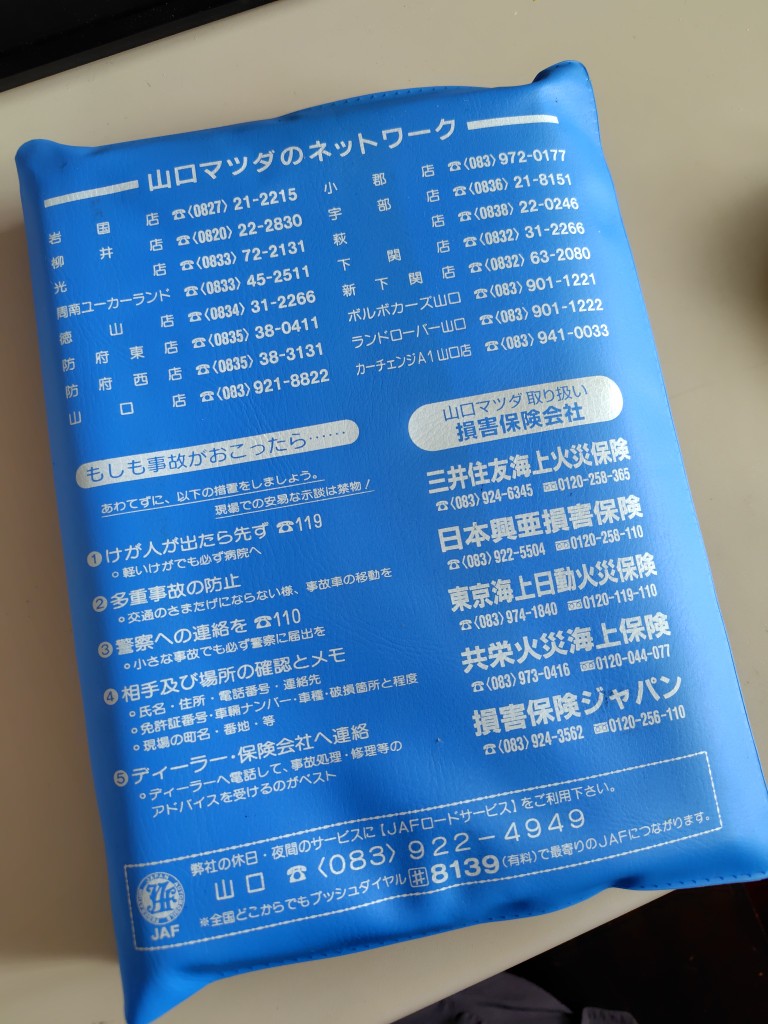 山口マツダのネットワーク
岩国店 ☎(0827) 21-2215
柳井店 ☎(0820) 22-2830
光店 ☎(0833) 72-2131
周南ユーカーランド ☎(0833) 45-2511
徳山店 ☎(0834) 31-2266
防府東店 ☎(0835) 38-0411
防府西店 ☎(0835) 38-3131
山口店 ☎(083) 921-8822
小郡店 ☎(083) 972-0177
宇部店 ☎(0836) 21-8151
萩店 ☎(0838) 22-0246
下関店 ☎(0832) 31-2266
新下関店 ☎(0832) 63-2080
ボルボカーズ山口 ☎(083) 901-1221
ランドローバー山口 ☎(083) 901-1222
カーチェンジA1山口店 ☎(083) 941-0033
もしも事故がおこったら……
あわてずに、以下の措置をしましょう。
現場での安易な示談は禁物!
①けが人が出たら先ず ☎119
○軽いけがでも必ず病院へ
②多重事故の防止
○交通のさまたげにならない様、事故車の移動を
③警察への連絡を ☎110
○小さな事故でも必ず警察に届出を
④相手及び場所の確認とメモ
○氏名・住所・電話番号・連絡先
○免許証番号・車輛ナンバー・車種・破損箇所と程度
○現場の町名・番地・等
⑤ディーラー・保険会社へ連絡
○ディーラーへ電話して、事故処理・修理等の
アドバイスを受けるのがベスト
山口マツダ取り扱い
損害保険会社
三井住友海上火災保険
☎(083) 924-6345 0120-258-365
日本興亜損害保険
☎(083) 922-5504 0120-258-110
東京海上日動火災保険
☎(083) 974-1840 0120-119-110
共栄火災海上保険
☎(083) 973-0416 0120-044-077
損害保険ジャパン
☎(083) 924-3562 0120-256-110
弊社の休日・夜間のサービスに【JAFロードサービス】をご利用下さい。
山口 ☎(083) 922-4949
※全国どこからでもプッシュダイヤル #8139 (有料)で最寄りのJAFにつながります。
JAF